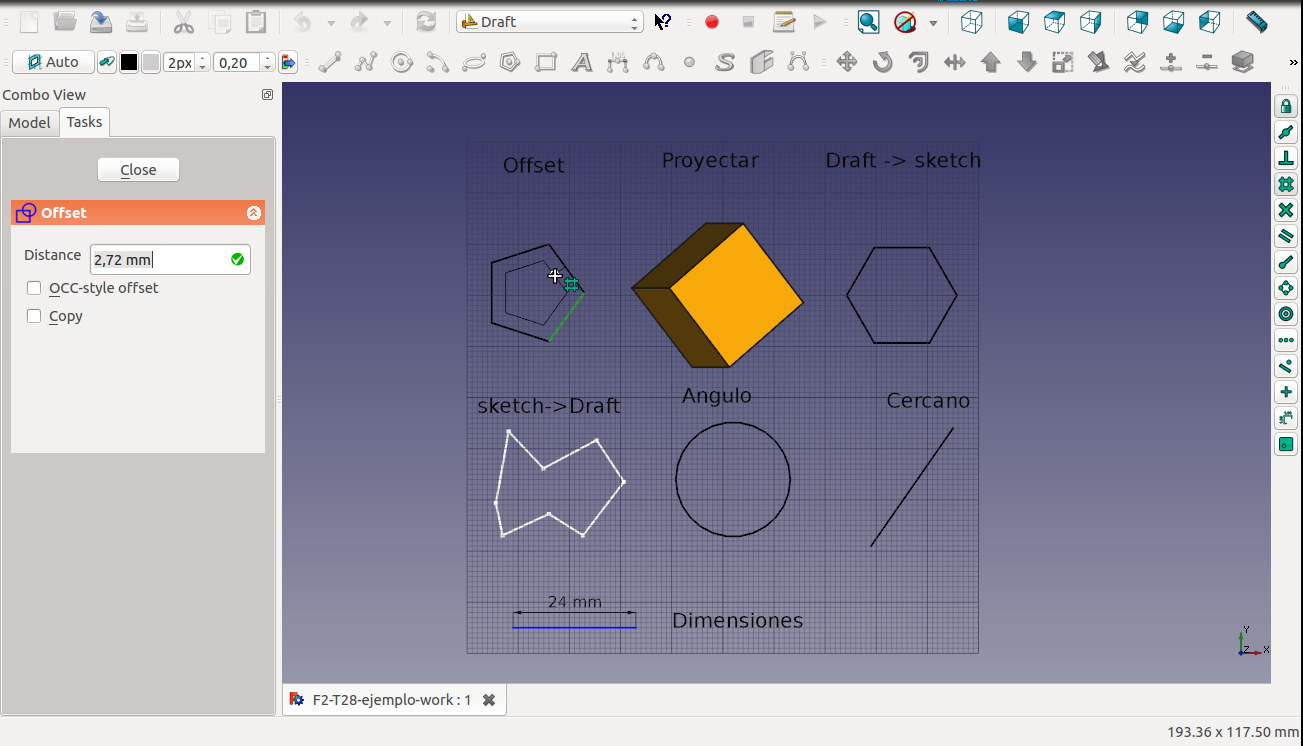 Draft
Auto
2px
0,20
»
Combo View
Model
Tasks
Close
Offset
Distance
2,72 mm
OCC-style offset
Copy
Offset
Proyectar
Draft -> sketch
sketch->Draft
Angulo
Cercano
24 mm
Dimensiones
Y
Z
X
F2-T28-ejemplo-work : 1
193.36 x 117.50 mm